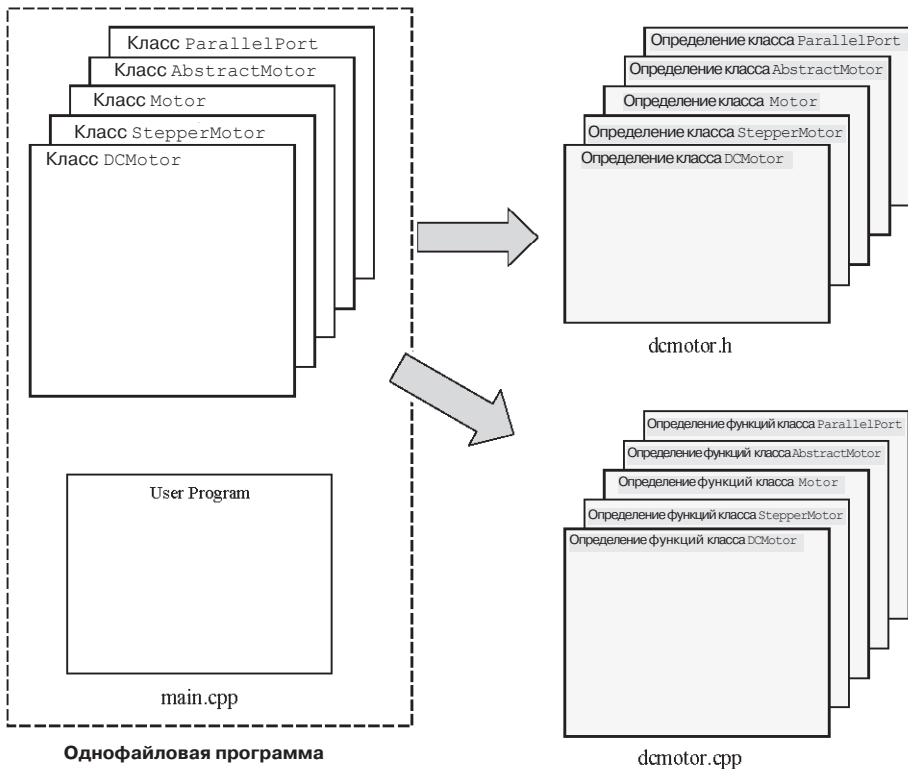 Класс ParallelPort
Класс AbstractMotor
Класс Motor
Класс StepperMotor
Класс DCMotor
User Program
main.cpp
Однофайловая программа
Определение класса ParallelPort
Определение класса AbstractMotor
Определение класса Motor
Определение класса StepperMotor
Определение класса DCMotor
dcmotor.h
Определение функций класса ParallelPort
Определение функций класса AbstractMotor
Определение функций класса Motor
Определение функций класса StepperMotor
Определение функций класса DCMotor
dcmotor.cpp